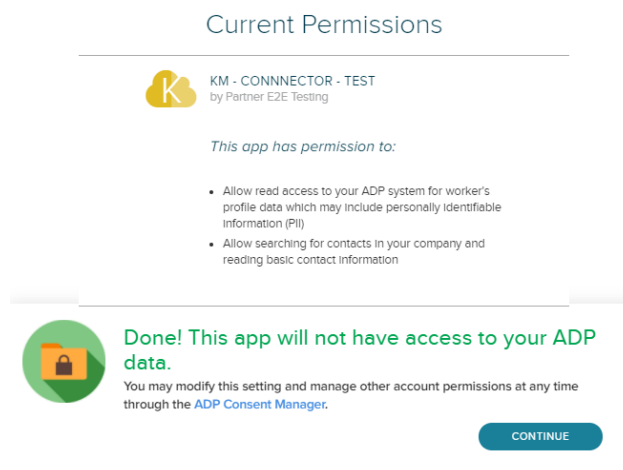 Current Permissions
K
KM - CONNNECTOR - TEST
by Partner E2E Testing
This app has permission to:
• Allow read access to your ADP system for worker's
profile data which may include personally identifiable
information (PII)
• Allow searching for contacts in your company and
reading basic contact information
Done! This app will not have access to your ADP
data.
You may modify this setting and manage other account permissions at any time
through the ADP Consent Manager.
CONTINUE